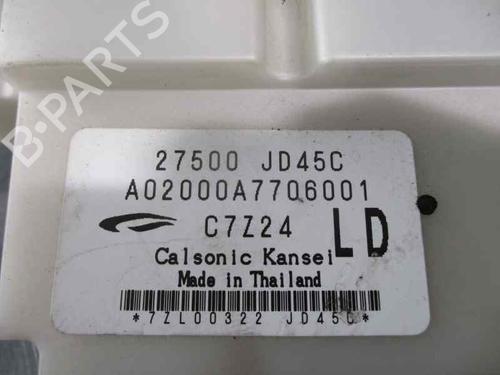 27500 JD45C
A02000A7706001
C7Z24
LD
Calsonic Kansei
Made in Thailand
*7ZL00322 JD45C*
B-PARTS